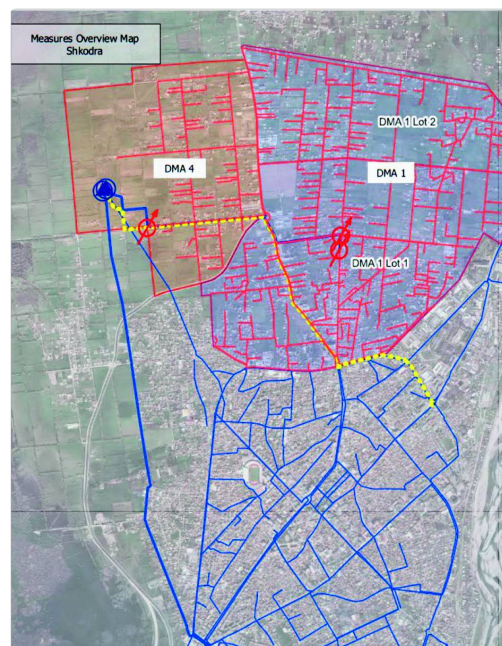 Measures Overview Map
Shkodra
DMA 1 Lot 2
DMA 4
DMA 1
DMA 1 Lot 1